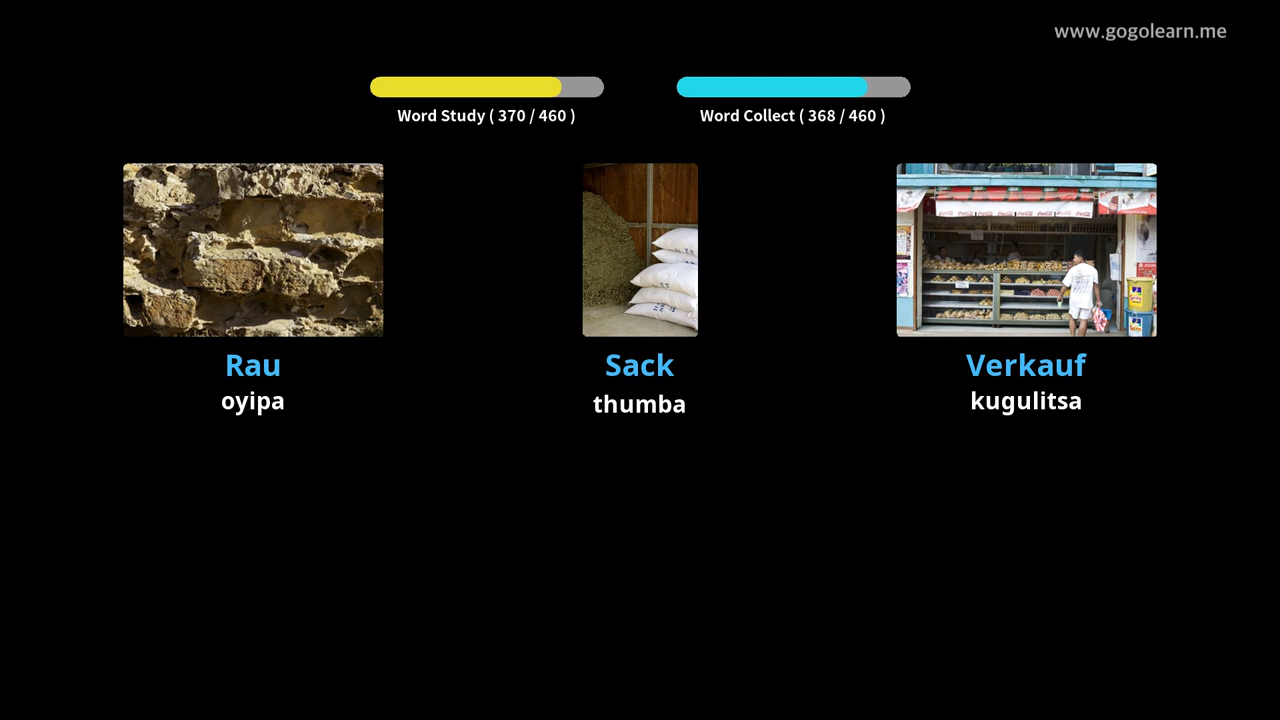 www.gogolearn.me
Word Study ( 370 / 460 )
Word Collect ( 368 / 460 )
Rau
oyipa
Sack
thumba
Verkauf
kugulitsa